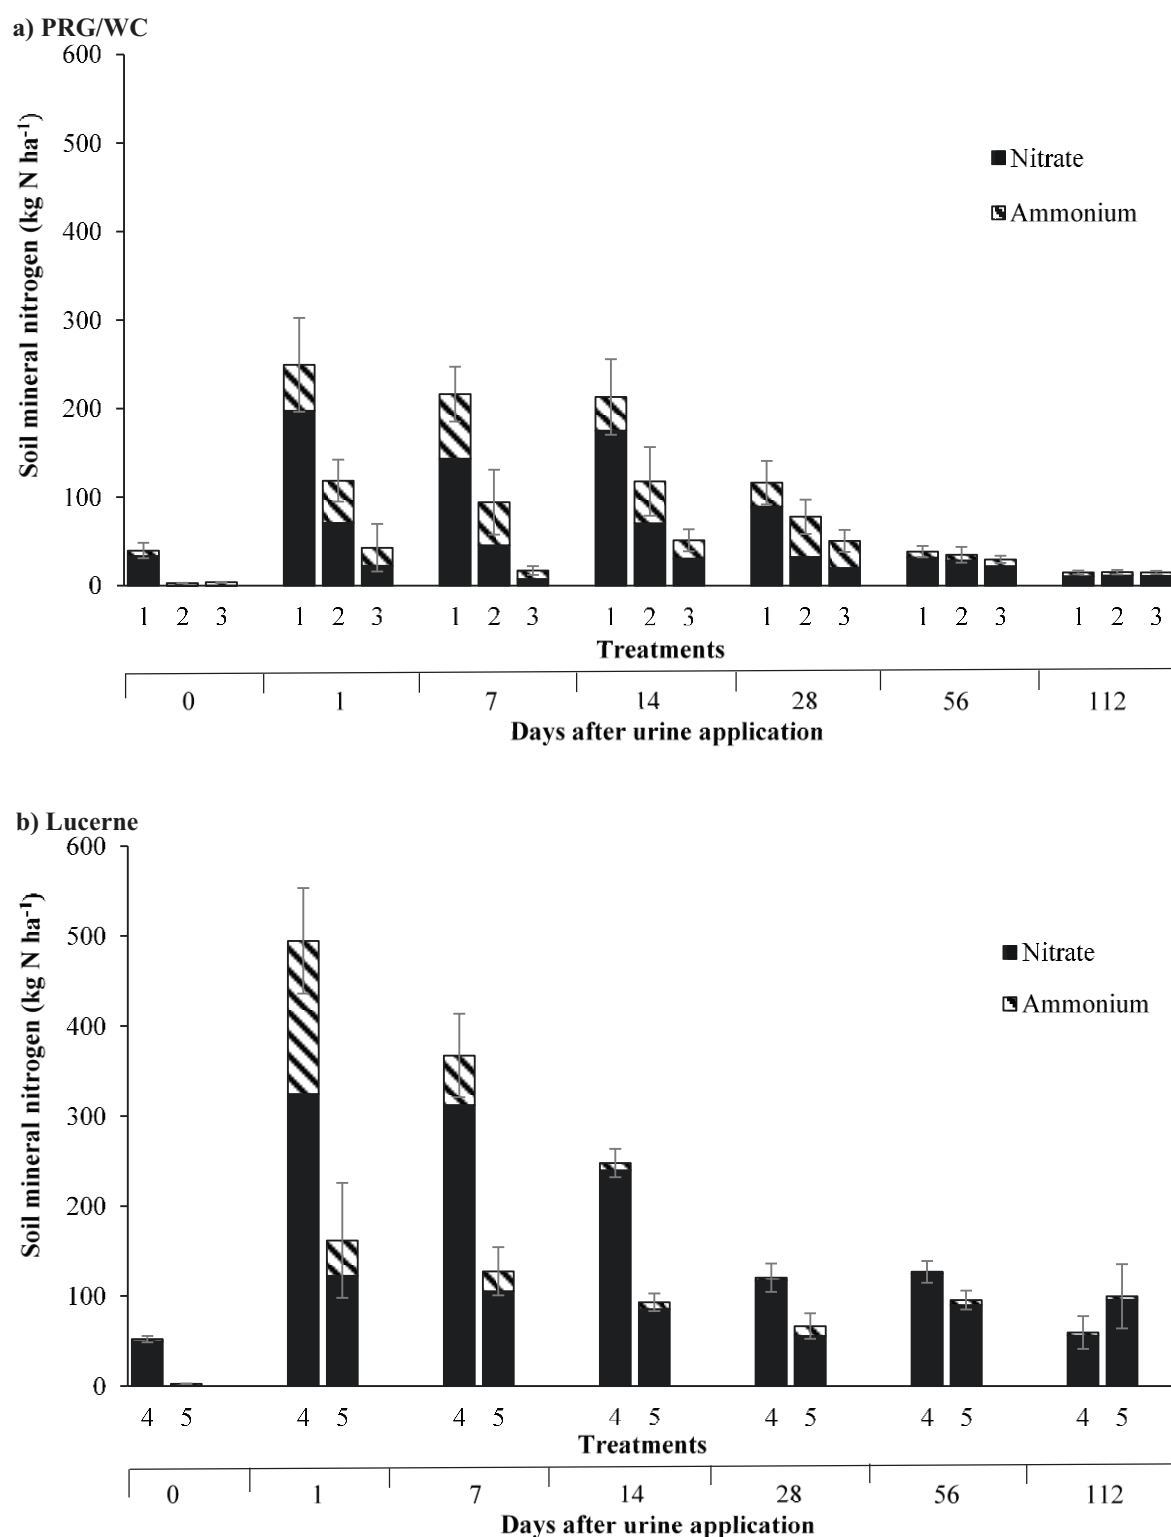 a) PRG/WC
600
500
400
300
200
100
0
Soil mineral nitrogen (kg N ha⁻¹)
Nitrate
Ammonium
1 2 3 1 2 3 1 2 3 1 2 3 1 2 3 1 2 3 1 2 3
Treatments
0 1 7 14 28 56 112
Days after urine application
b) Lucerne
600
500
400
300
200
100
0
Soil mineral nitrogen (kg N ha⁻¹)
Nitrate
Ammonium
4 5 4 5 4 5 4 5 4 5 4 5 4 5
Treatments
0 1 7 14 28 56 112
Days after urine application